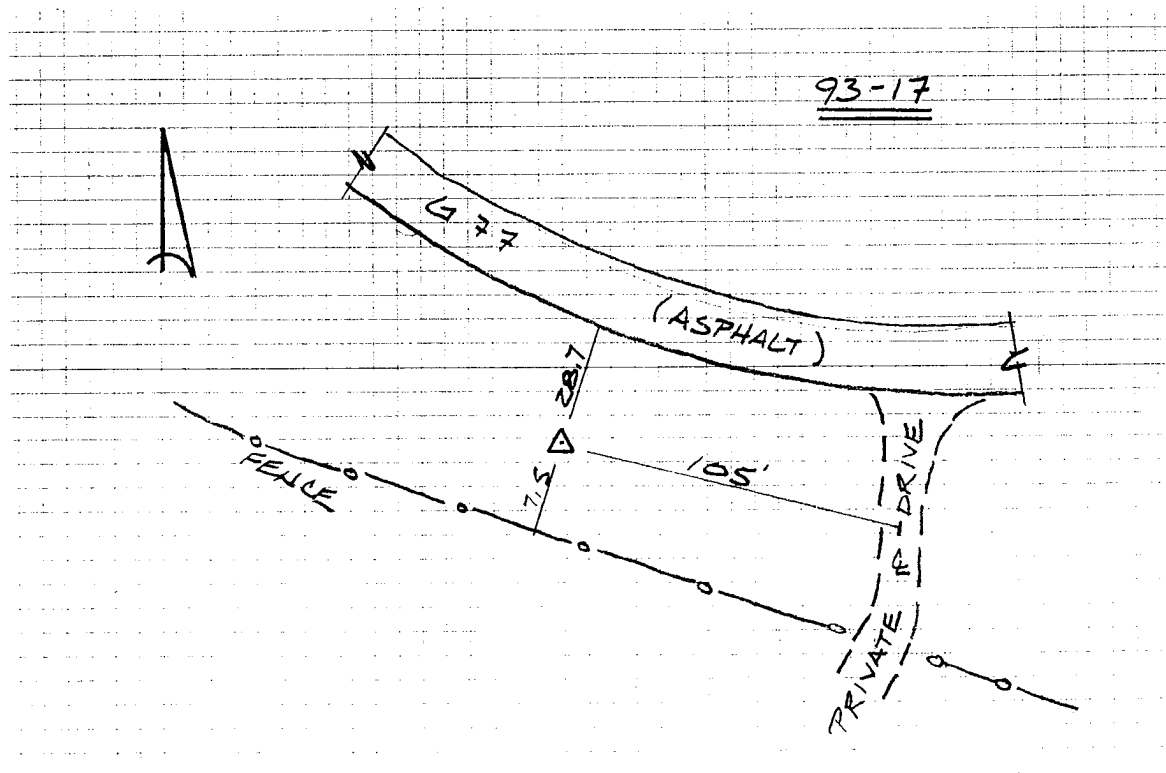 93-17
G 77
(ASPHALT)
28.7
7.5
105'
FENCE
PRIVATE DRIVE